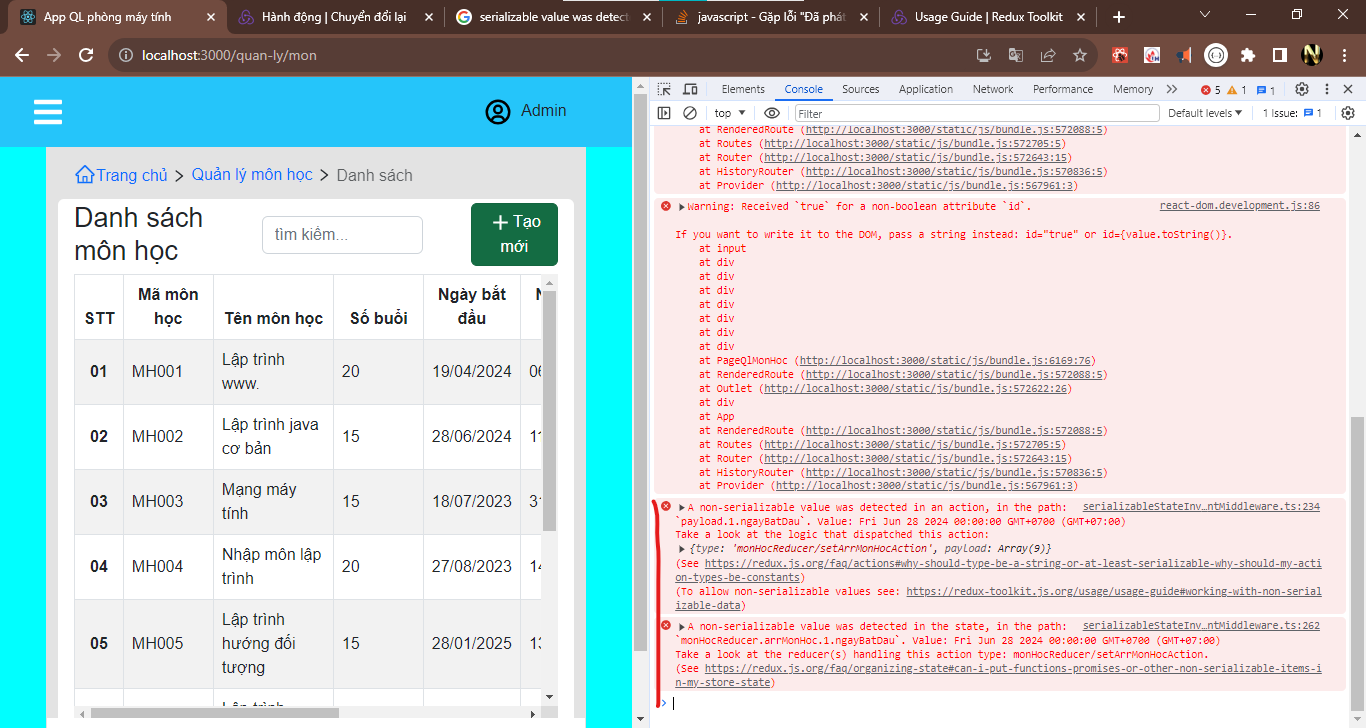 App QL phòng máy tính
Hành động | Chuyển đổi lại
serializable value was detect
javascript - Gặp lỗi "Đã phát
Usage Guide | Redux Toolkit
localhost:3000/quan-ly/mon
Admin
Trang chủ > Quản lý môn học > Danh sách
Danh sách
môn học
tìm kiếm...
+ Tạo
mới
STT Mã môn học Tên môn học Số buổi Ngày bắt đầu N
01 MH001 Lập trình www. 20 19/04/2024 06
02 MH002 Lập trình java cơ bản 15 28/06/2024 11
03 MH003 Mạng máy tính 15 18/07/2023 31
04 MH004 Nhập môn lập trình 20 27/08/2023 14
05 MH005 Lập trình hướng đối tượng 15 28/01/2025 13
Lập trình
Elements Console Sources Application Network Performance Memory 5 1 1
top Filter Default levels 1 Issue: 1
at RenderedRoute (http://localhost:3000/static/js/bundle.js:572088:5)
at Routes (http://localhost:3000/static/js/bundle.js:572705:5)
at Router (http://localhost:3000/static/js/bundle.js:572643:15)
at HistoryRouter (http://localhost:3000/static/js/bundle.js:570836:5)
at Provider (http://localhost:3000/static/js/bundle.js:567961:3)
Warning: Received `true` for a non-boolean attribute `id`. react-dom.development.js:86
If you want to write it to the DOM, pass a string instead: id="true" or id={value.toString()}.
at input
at div
at div
at div
at div
at div
at div
at div
at PageQlMonHoc (http://localhost:3000/static/js/bundle.js:6169:76)
at RenderedRoute (http://localhost:3000/static/js/bundle.js:572088:5)
at Outlet (http://localhost:3000/static/js/bundle.js:572622:26)
at div
at App
at RenderedRoute (http://localhost:3000/static/js/bundle.js:572088:5)
at Routes (http://localhost:3000/static/js/bundle.js:572705:5)
at Router (http://localhost:3000/static/js/bundle.js:572643:15)
at HistoryRouter (http://localhost:3000/static/js/bundle.js:570836:5)
at Provider (http://localhost:3000/static/js/bundle.js:567961:3)
A non-serializable value was detected in an action, in the path: serializableStateInv…ntMiddleware.ts:234
`payload.1.ngayBatDau`. Value: Fri Jun 28 2024 00:00:00 GMT+0700 (GMT+07:00)
Take a look at the logic that dispatched this action:
{type: 'monHocReducer/setArrMonHocAction', payload: Array(9)}
(See https://redux.js.org/faq/actions#why-should-type-be-a-string-or-at-least-serializable-why-should-my-acti
on-types-be-constants)
(To allow non-serializable values see: https://redux-toolkit.js.org/usage/usage-guide#working-with-non-serial
izable-data)
A non-serializable value was detected in the state, in the path: serializableStateInv…ntMiddleware.ts:262
`monHocReducer.arrMonHoc.1.ngayBatDau`. Value: Fri Jun 28 2024 00:00:00 GMT+0700 (GMT+07:00)
Take a look at the reducer(s) handling this action type: monHocReducer/setArrMonHocAction.
(See https://redux.js.org/faq/organizing-state#can-i-put-functions-promises-or-other-non-serializable-items-i
n-my-store-state)